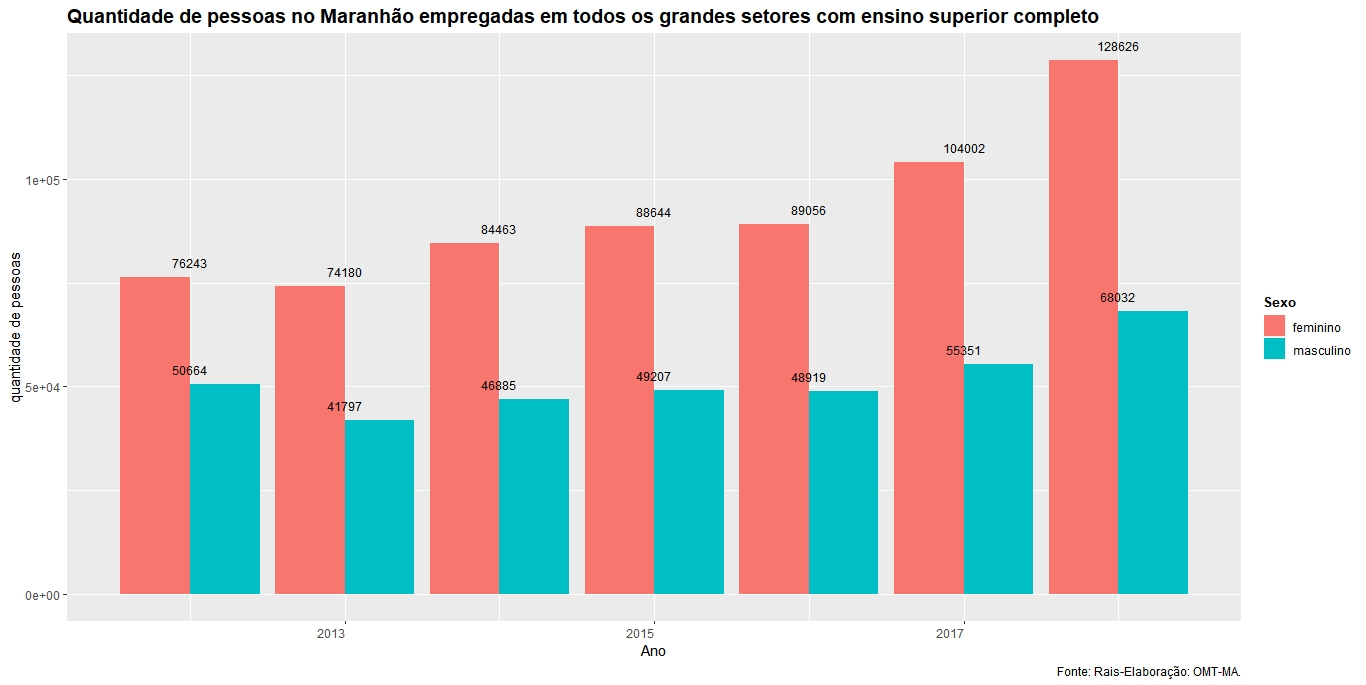 Quantidade de pessoas no Maranhão empregadas em todos os grandes setores com ensino superior completo
128626
104002
1e+05
88644
89056
84463
76243
74180
68032
55351
50664
49207
48919
46885
41797
5e+04
0e+00
quantidade de pessoas
Sexo
feminino
masculino
2013
2015
2017
Ano
Fonte: Rais-Elaboração: OMT-MA.